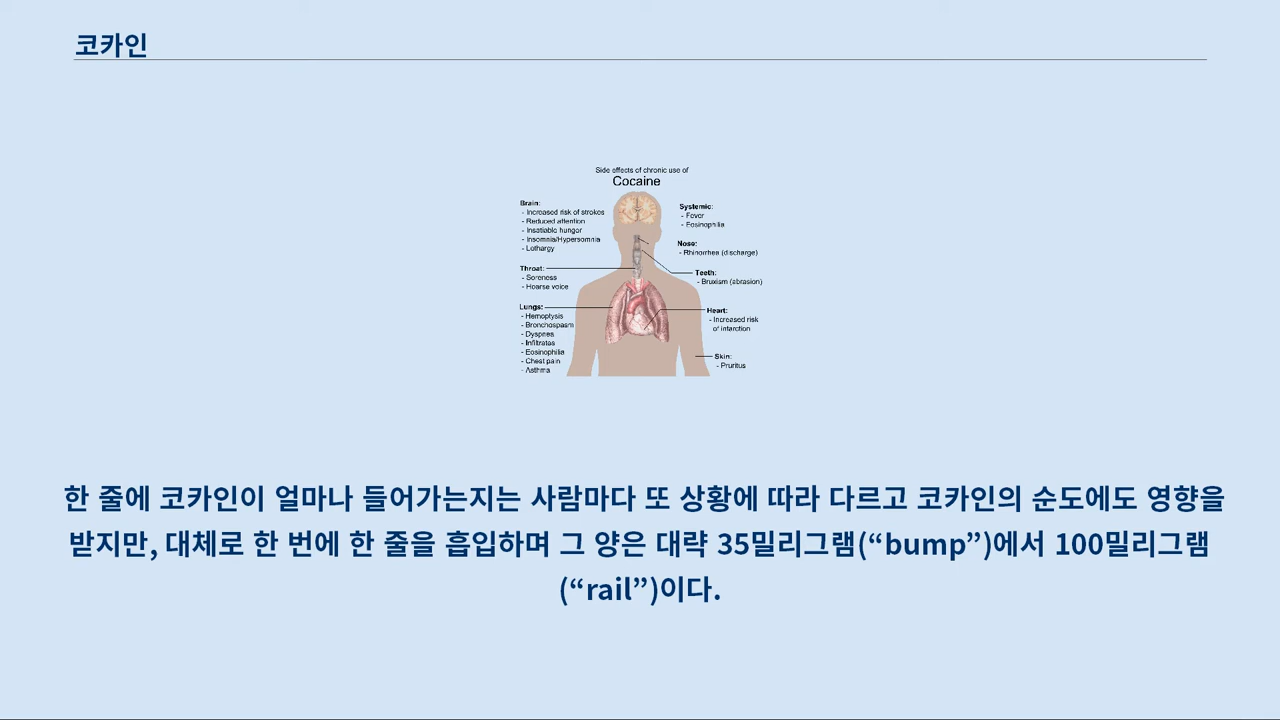 코카인
Side effects of chronic use of
Cocaine
Brain:
- Increased risk of strokes
- Reduced attention
- Insatiable hunger
- Insomnia/Hypersomnia
- Lethargy
Throat:
- Soreness
- Hoarse voice
Lungs:
- Hemoptysis
- Bronchospasm
- Dyspnea
- Infiltrates
- Eosinophilia
- Chest pain
- Asthma
Systemic:
- Fever
- Eosinophilia
Nose:
- Rhinorrhea (discharge)
Teeth:
- Bruxism (abrasion)
Heart:
- Increased risk
of infarction
Skin:
- Pruritus
한 줄에 코카인이 얼마나 들어가는지는 사람마다 또 상황에 따라 다르고 코카인의 순도에도 영향을
받지만, 대체로 한 번에 한 줄을 흡입하며 그 양은 대략 35밀리그램(“bump”)에서 100밀리그램
(“rail”)이다.